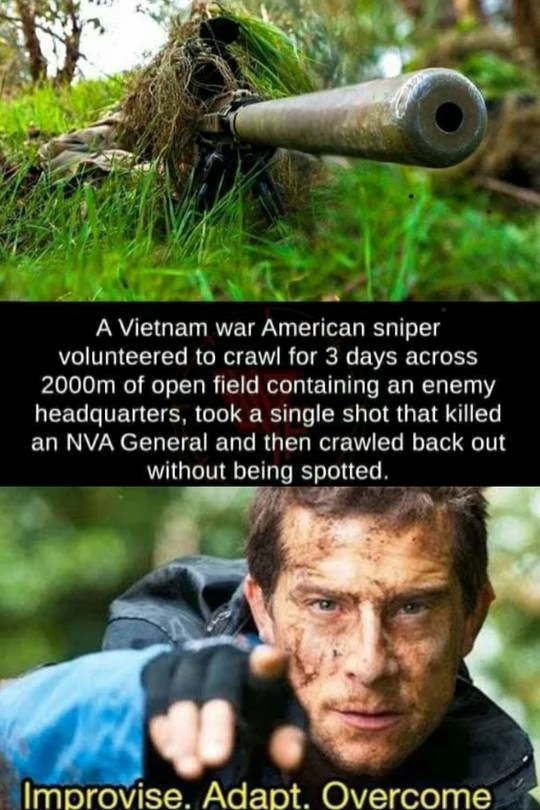 A Vietnam war American sniper
volunteered to crawl for 3 days across
2000m of open field containing an enemy
headquarters, took a single shot that killed
an NVA General and then crawled back out
without being spotted.
Improvise. Adapt. Overcome